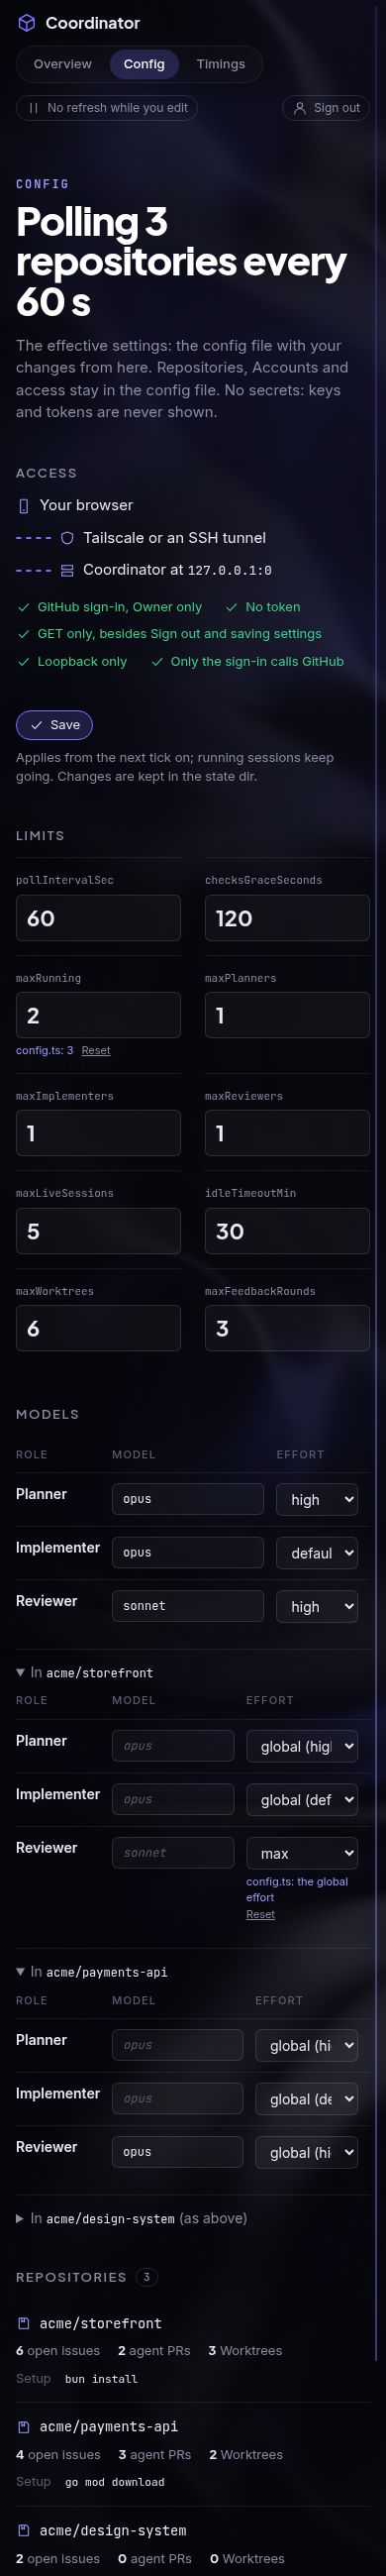 Coordinator
Overview Config Timings
No refresh while you edit Sign out
CONFIG
Polling 3
repositories every
60 s
The effective settings: the config file with your
changes from here. Repositories, Accounts and
access stay in the config file. No secrets: keys
and tokens are never shown.
ACCESS
Your browser
Tailscale or an SSH tunnel
Coordinator at 127.0.0.1:0
GitHub sign-in, Owner only No token
GET only, besides Sign out and saving settings
Loopback only Only the sign-in calls GitHub
Save
Applies from the next tick on; running sessions keep
going. Changes are kept in the state dir.
LIMITS
pollIntervalSec checksGraceSeconds
60 120
maxRunning maxPlanners
2 1
config.ts: 3 Reset
maxImplementers maxReviewers
1 1
maxLiveSessions idleTimeoutMin
5 30
maxWorktrees maxFeedbackRounds
6 3
MODELS
ROLE MODEL EFFORT
Planner opus high
Implementer opus defaul
Reviewer sonnet high
In acme/storefront
ROLE MODEL EFFORT
Planner opus global (higl
Implementer opus global (def
Reviewer sonnet max
config.ts: the global
effort
Reset
In acme/payments-api
ROLE MODEL EFFORT
Planner opus global (hi
Implementer opus global (de
Reviewer opus global (hi
In acme/design-system (as above)
REPOSITORIES 3
acme/storefront
6 open issues 2 agent PRs 3 Worktrees
Setup bun install
acme/payments-api
4 open issues 3 agent PRs 2 Worktrees
Setup go mod download
acme/design-system
2 open issues 0 agent PRs 0 Worktrees